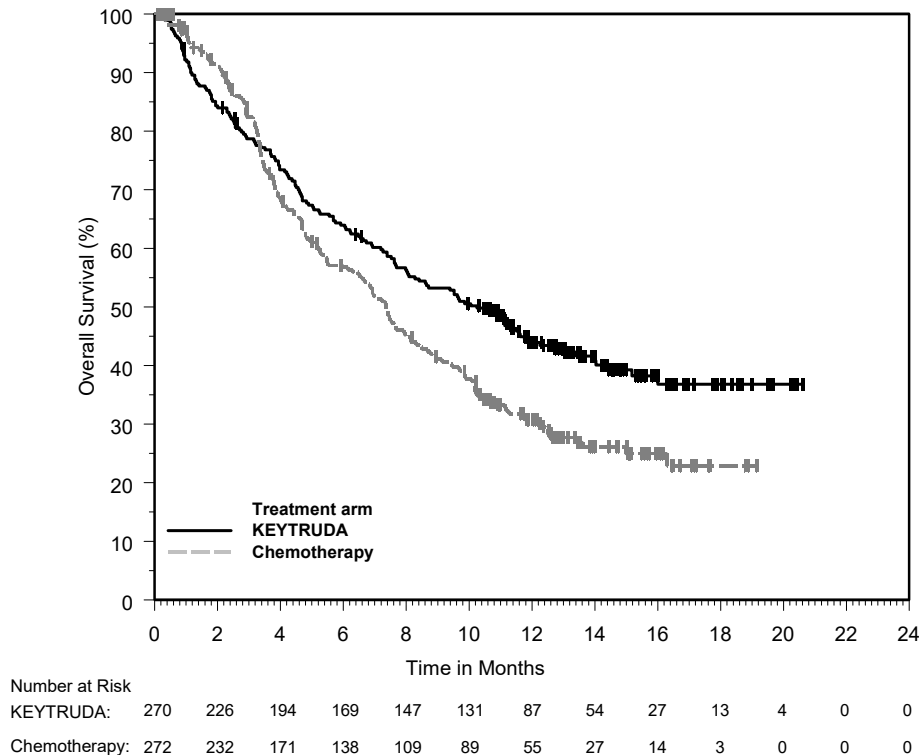 100
90
80
70
60
50
40
30
20
10
0
Overall Survival (%)
Treatment arm
KEYTRUDA
Chemotherapy
0 2 4 6 8 10 12 14 16 18 20 22 24
Time in Months
Number at Risk
KEYTRUDA: 270 226 194 169 147 131 87 54 27 13 4 0 0
Chemotherapy: 272 232 171 138 109 89 55 27 14 3 0 0 0